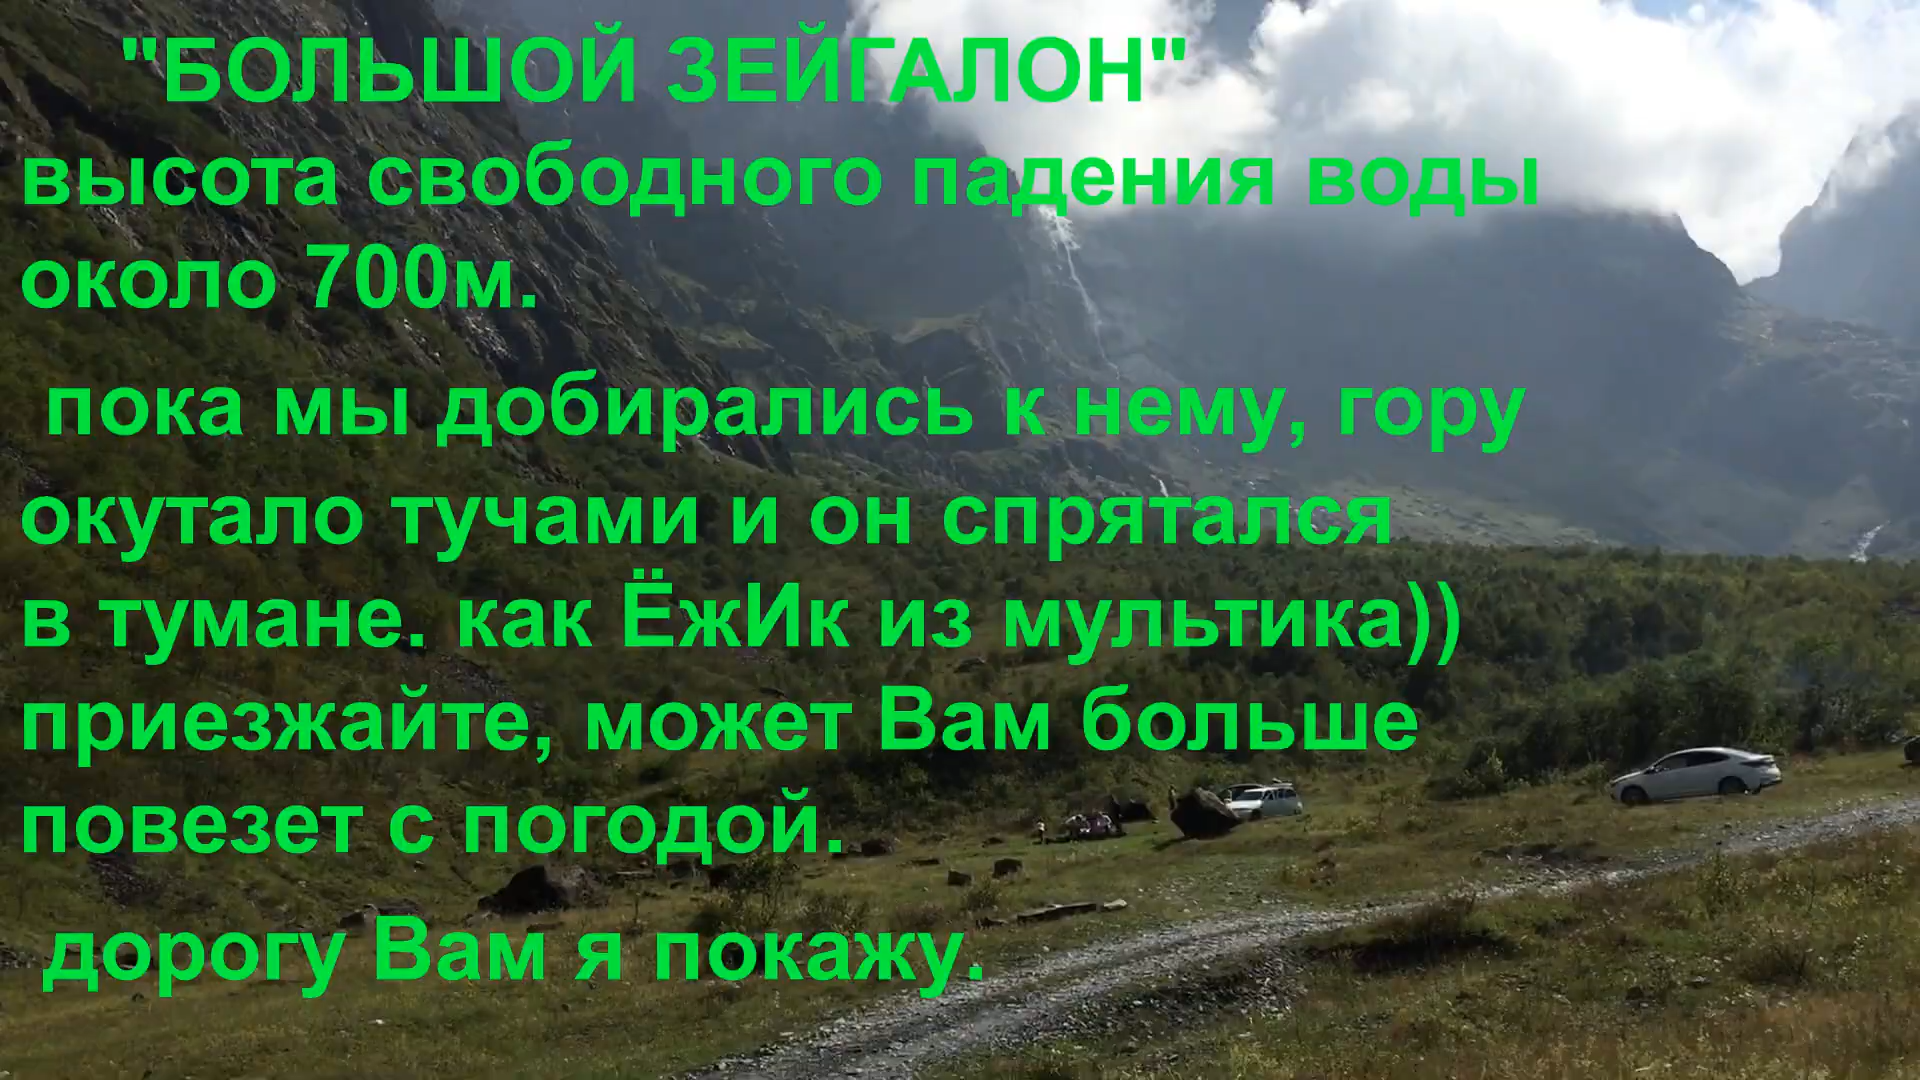 "БОЛЬШОЙ ЗЕЙГАЛОН"
высота свободного падения воды
около 700м.
пока мы добирались к нему, гору
окутало тучами и он спрятался
в тумане. как ЁжИк из мультика))
приезжайте, может Вам больше
повезет с погодой.
дорогу Вам я покажу.